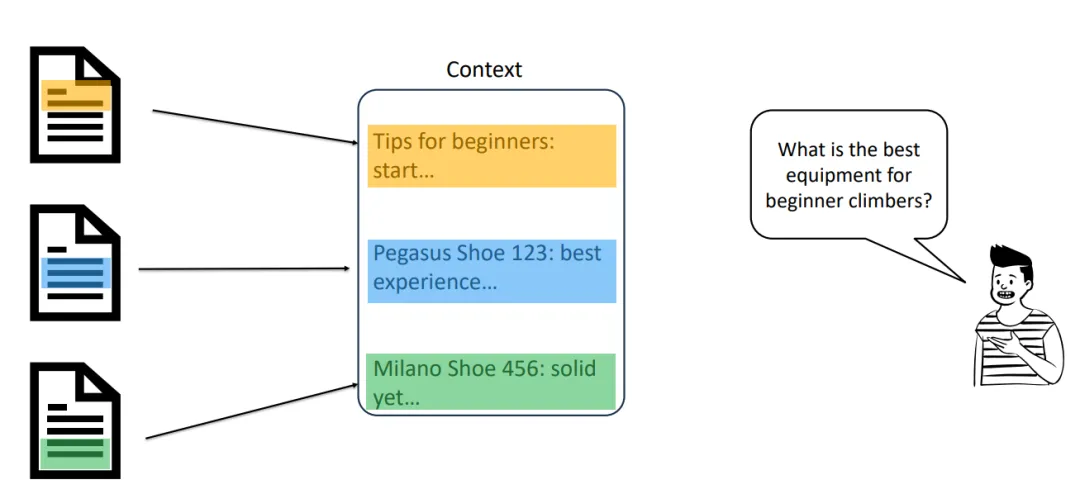 Context
Tips for beginners:
start…
Pegasus Shoe 123: best
experience…
Milano Shoe 456: solid
yet…
What is the best
equipment for
beginner climbers?